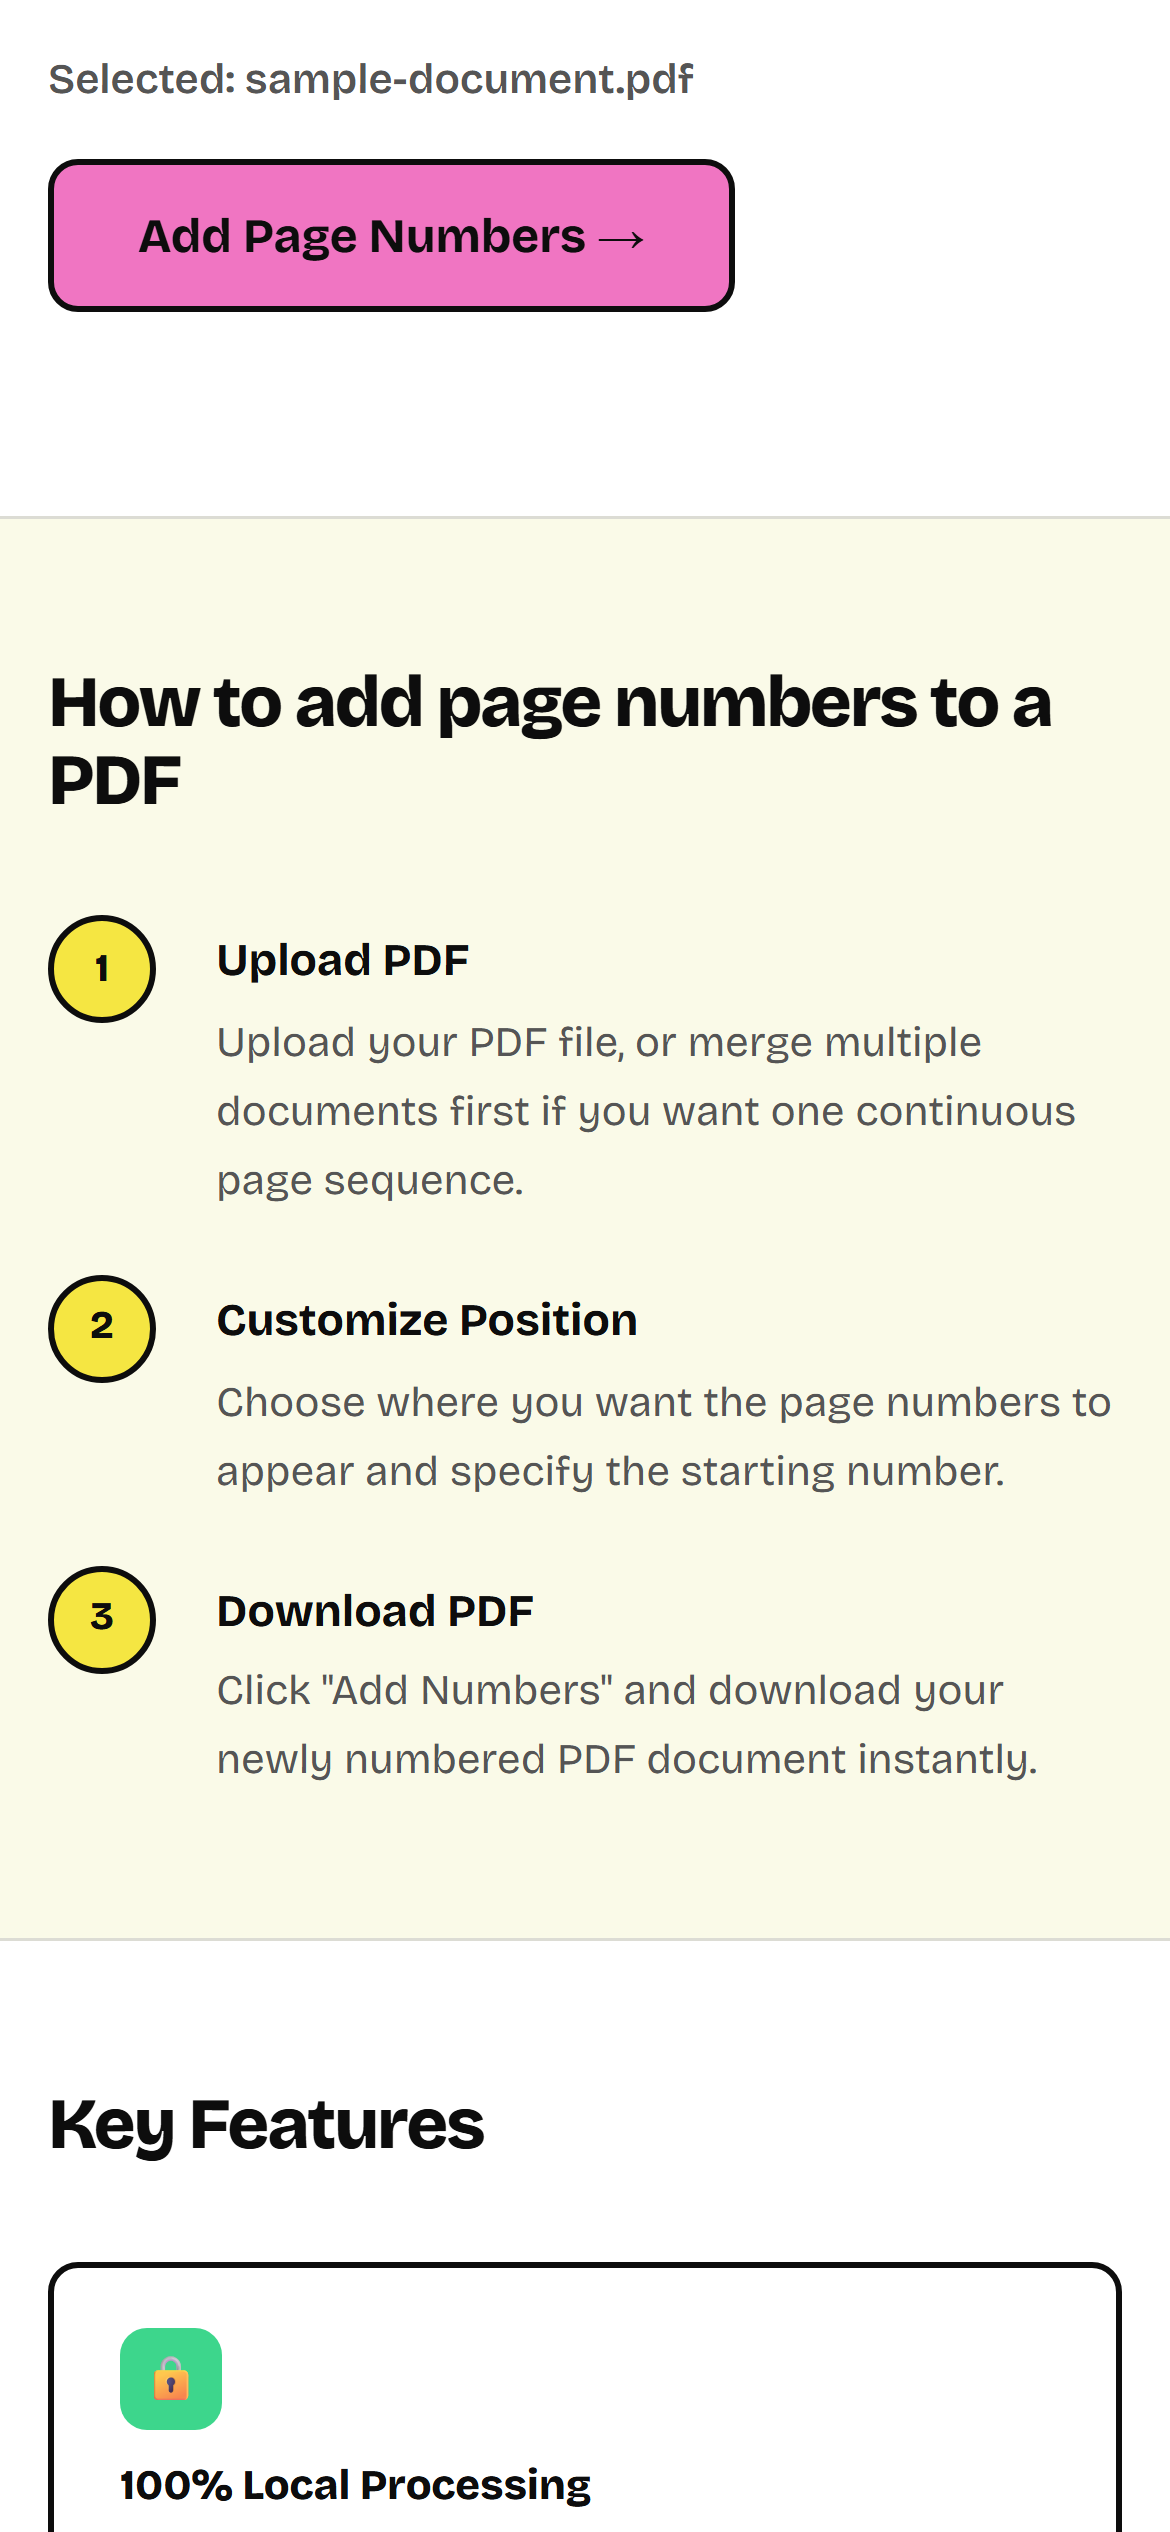 Selected: sample-document.pdf
Add Page Numbers →
How to add page numbers to a
PDF
1
Upload PDF
Upload your PDF file, or merge multiple
documents first if you want one continuous
page sequence.
2
Customize Position
Choose where you want the page numbers to
appear and specify the starting number.
3
Download PDF
Click "Add Numbers" and download your
newly numbered PDF document instantly.
Key Features
100% Local Processing